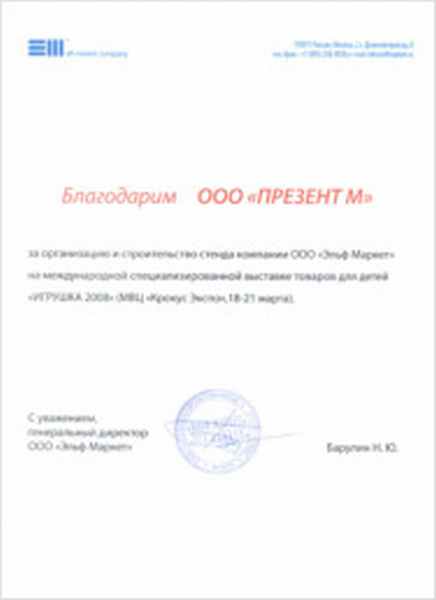 elf market company
Благодарим ООО «ПРЕЗЕНТ М»
за организацию и строительство стенда компании ООО «Эльф Маркет»
на международной специализированной выставке товаров для детей
«ИГРУШКА 2008» (МВЦ «Крокус Экспо»,18-21 марта).
С уважением,
генеральный директор
ООО «Эльф-Маркет»
Барулин Н. Ю.